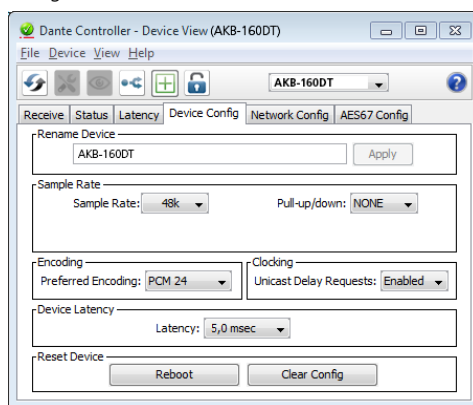 Dante Controller - Device View (AKB-160DT)
File Device View Help
AKB-160DT
Receive Status Latency Device Config Network Config AES67 Config
Rename Device
AKB-160DT Apply
Sample Rate
Sample Rate: 48k Pull-up/down: NONE
Encoding Clocking
Preferred Encoding: PCM 24 Unicast Delay Requests: Enabled
Device Latency
Latency: 5,0 msec
Reset Device
Reboot Clear Config